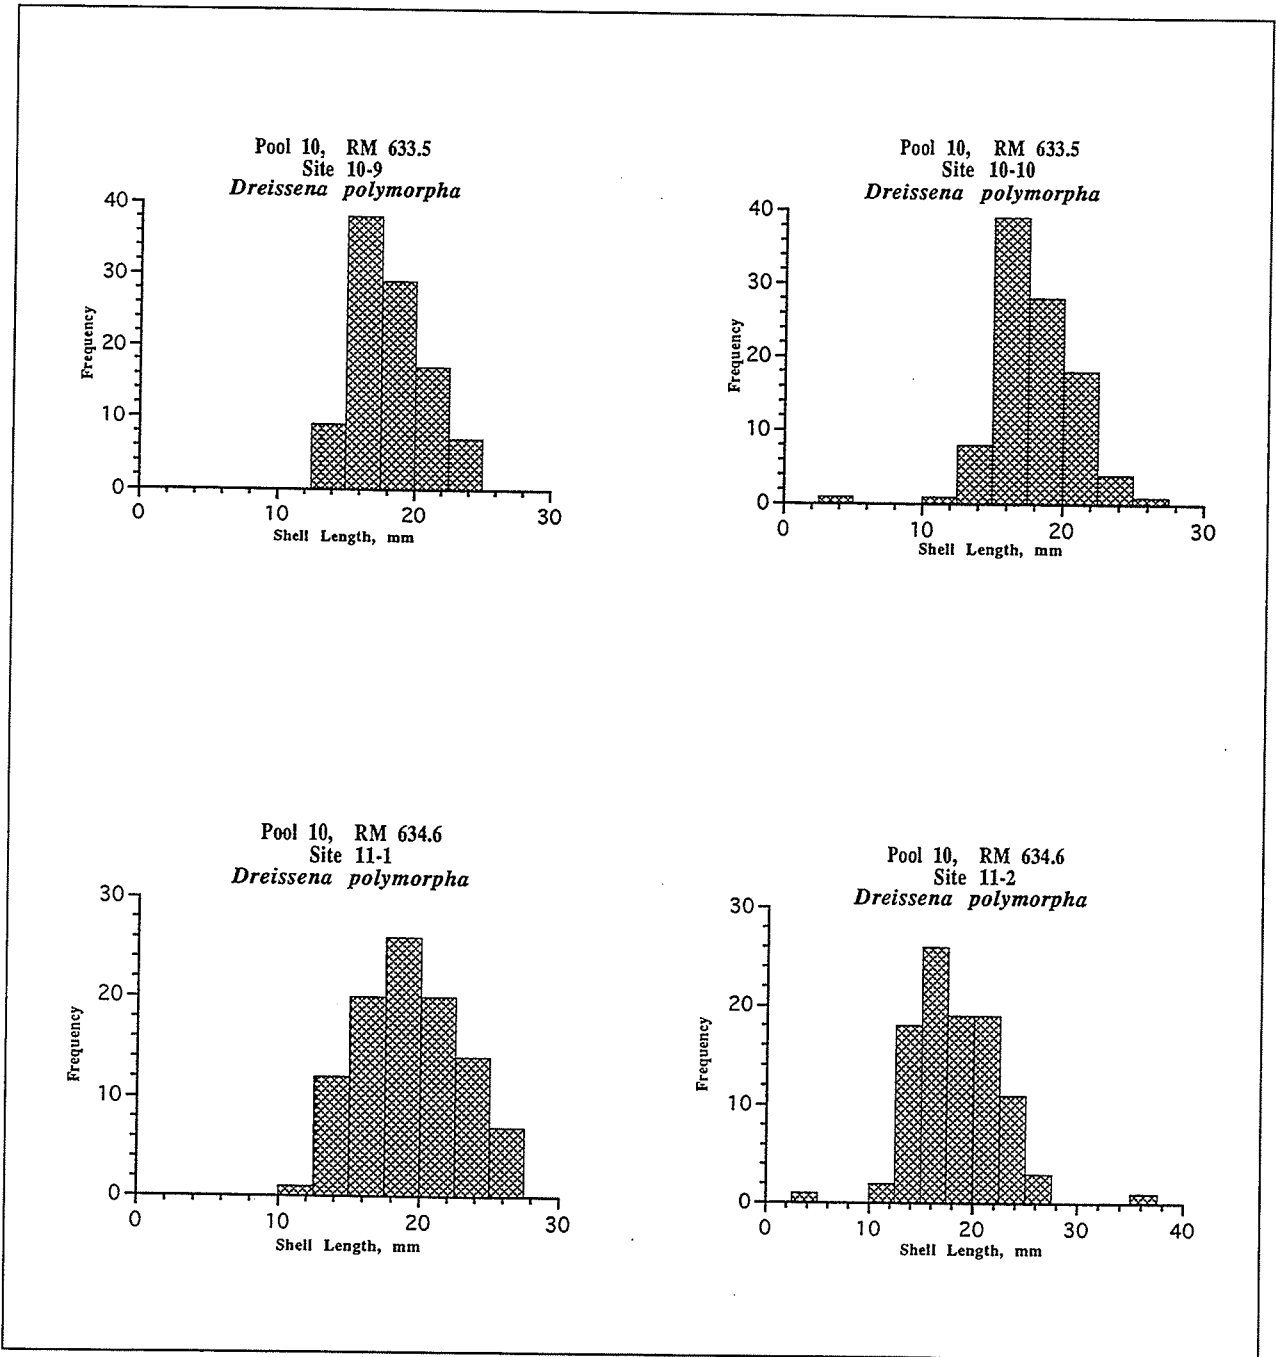 Pool 10, RM 633.5
Site 10-9
Dreissena polymorpha
40
30
20
10
0
Frequency
0 10 20 30
Shell Length, mm
Pool 10, RM 633.5
Site 10-10
Dreissena polymorpha
40
30
20
10
0
Frequency
0 10 20 30
Shell Length, mm
Pool 10, RM 634.6
Site 11-1
Dreissena polymorpha
30
20
10
0
Frequency
0 10 20 30
Shell Length, mm
Pool 10, RM 634.6
Site 11-2
Dreissena polymorpha
30
20
10
0
Frequency
0 10 20 30 40
Shell Length, mm